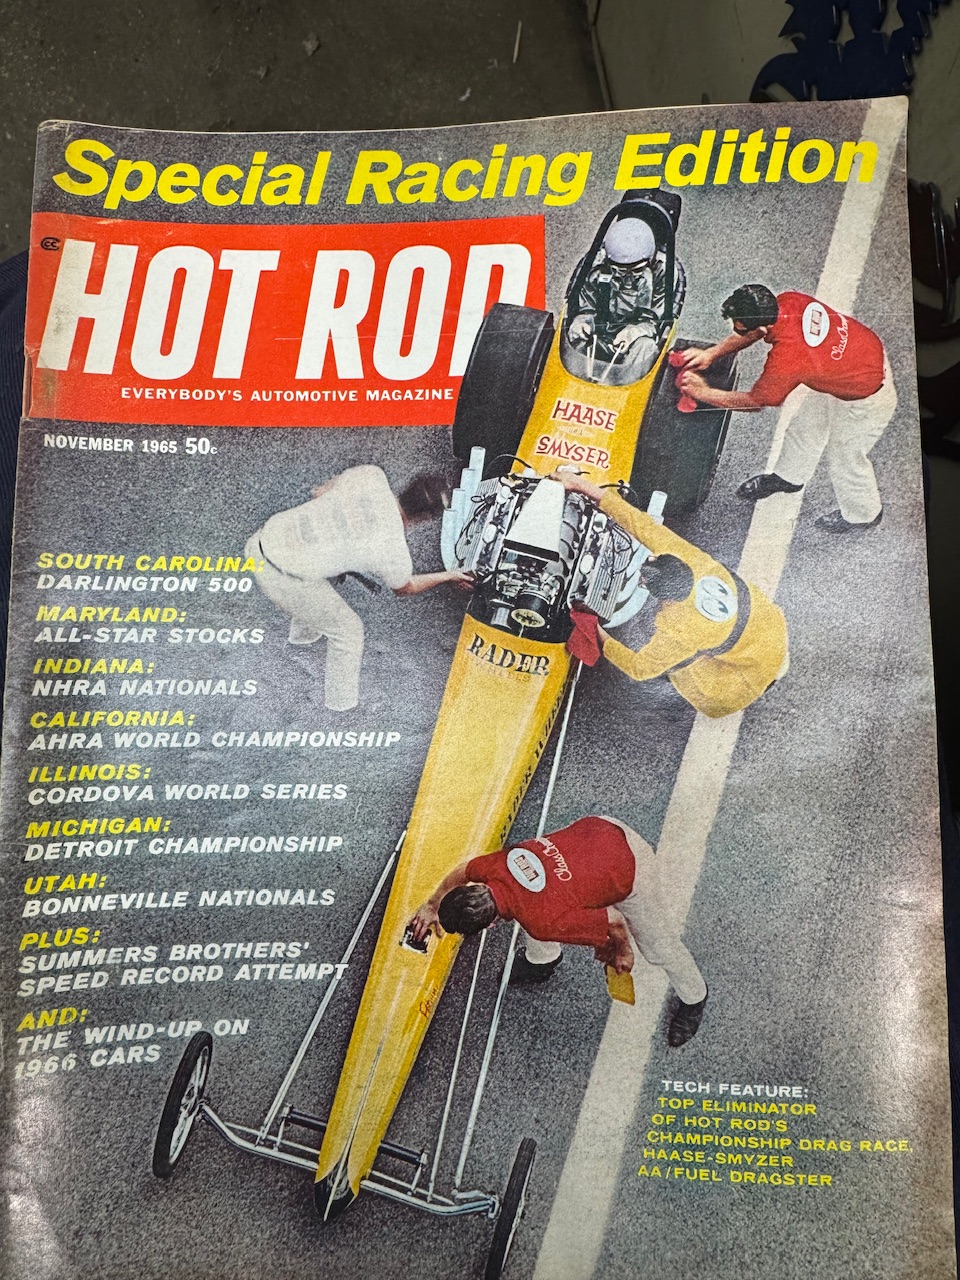 Special Racing Edition
HOT ROD
EVERYBODY'S AUTOMOTIVE MAGAZINE
NOVEMBER 1965 50c
HAASE
SMYSER
SOUTH CAROLINA:
DARLINGTON 500
MARYLAND:
ALL-STAR STOCKS
INDIANA:
NHRA NATIONALS
CALIFORNIA:
AHRA WORLD CHAMPIONSHIP
ILLINOIS:
CORDOVA WORLD SERIES
MICHIGAN:
DETROIT CHAMPIONSHIP
UTAH:
BONNEVILLE NATIONALS
PLUS:
SUMMERS BROTHERS'
SPEED RECORD ATTEMPT
AND:
THE WIND-UP ON
1966 CARS
RADER
TECH FEATURE:
TOP ELIMINATOR
OF HOT ROD'S
CHAMPIONSHIP DRAG RACE,
HAASE-SMYZER
AA/FUEL DRAGSTER